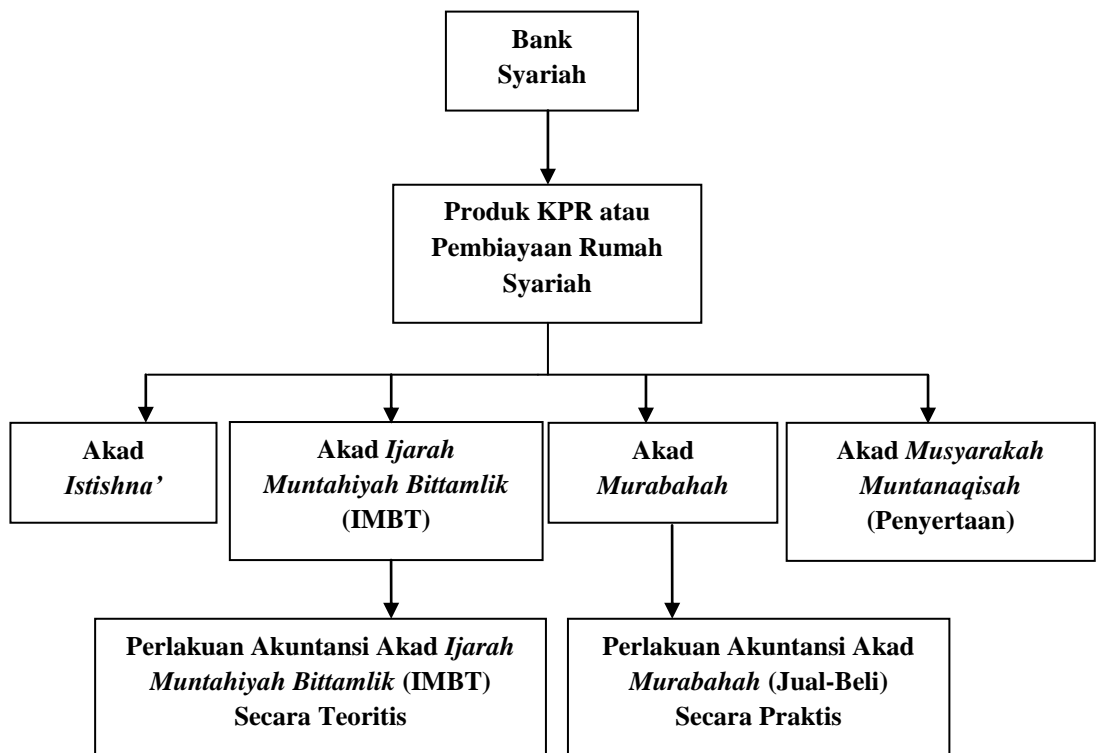 Bank
Syariah
Produk KPR atau
Pembiayaan Rumah
Syariah
Akad
Istishna’
Akad Ijarah
Muntahiyah Bittamlik
(IMBT)
Akad
Murabahah
Akad Musyarakah
Muntanaqisah
(Penyertaan)
Perlakuan Akuntansi Akad Ijarah
Muntahiyah Bittamlik (IMBT)
Secara Teoritis
Perlakuan Akuntansi Akad
Murabahah (Jual-Beli)
Secara Praktis